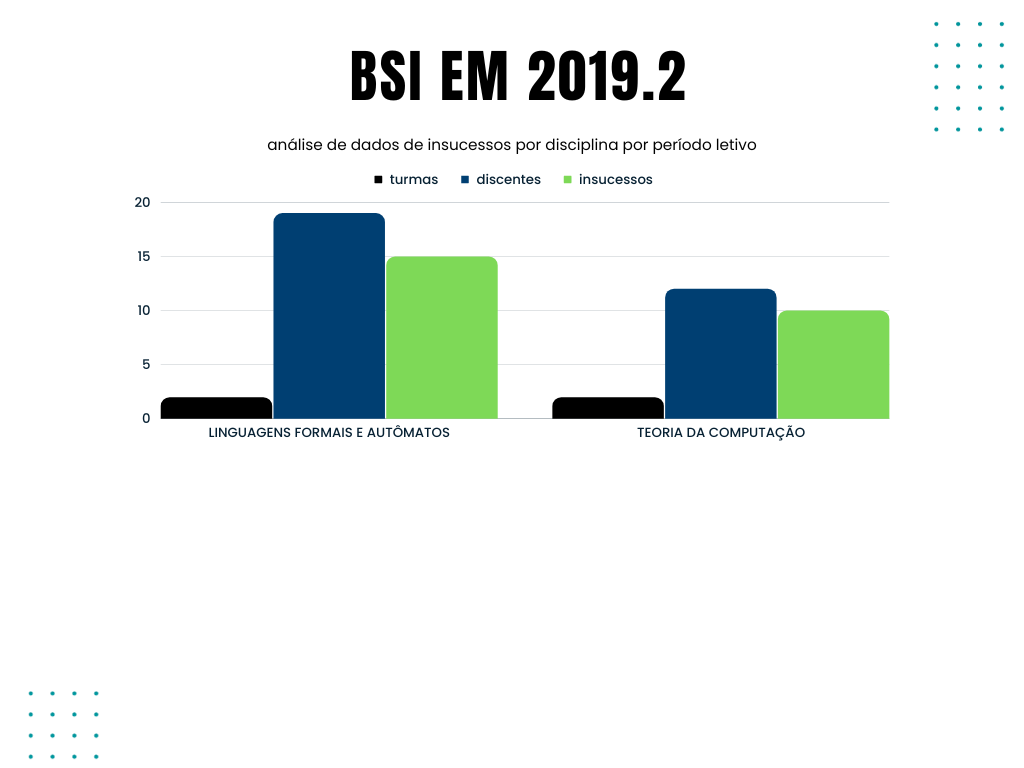 BSI EM 2019.2
análise de dados de insucessos por disciplina por período letivo
turmas discentes insucessos
20
15
10
5
0
LINGUAGENS FORMAIS E AUTÔMATOS TEORIA DA COMPUTAÇÃO